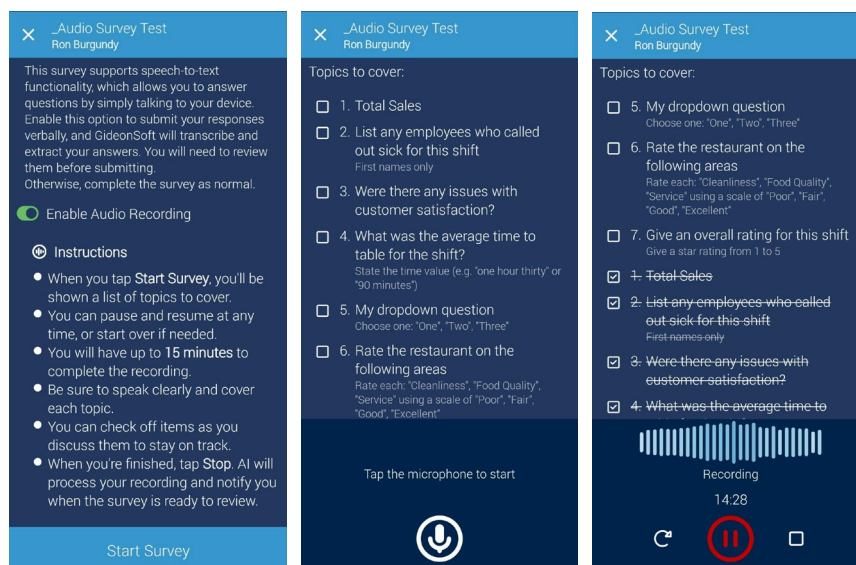 _Audio Survey Test
Ron Burgundy
This survey supports speech-to-text
functionality, which allows you to answer
questions by simply talking to your device.
Enable this option to submit your responses
verbally, and GideonSoft will transcribe and
extract your answers. You will need to review
them before submitting.
Otherwise, complete the survey as normal.
Enable Audio Recording
Instructions
When you tap Start Survey, you'll be
shown a list of topics to cover.
You can pause and resume at any
time, or start over if needed.
You will have up to 15 minutes to
complete the recording.
Be sure to speak clearly and cover
each topic.
You can check off items as you
discuss them to stay on track.
When you're finished, tap Stop. AI will
process your recording and notify you
when the survey is ready to review.
Start Survey
_Audio Survey Test
Ron Burgundy
Topics to cover:
1. Total Sales
2. List any employees who called
out sick for this shift
First names only
3. Were there any issues with
customer satisfaction?
4. What was the average time to
table for the shift?
State the time value (e.g. "one hour thirty" or
"90 minutes")
5. My dropdown question
Choose one: "One", "Two", "Three"
6. Rate the restaurant on the
following areas
Rate each: "Cleanliness", "Food Quality",
"Service" using a scale of "Poor", "Fair",
"Good", "Excellent"
Tap the microphone to start
_Audio Survey Test
Ron Burgundy
Topics to cover:
5. My dropdown question
Choose one: "One", "Two", "Three"
6. Rate the restaurant on the
following areas
Rate each: "Cleanliness", "Food Quality",
"Service" using a scale of "Poor", "Fair",
"Good", "Excellent"
7. Give an overall rating for this shift
Give a star rating from 1 to 5
1. Total Sales
2. List any employees who called
out sick for this shift
First names only
3. Were there any issues with
customer satisfaction?
4. What was the average time to
Recording
14:28